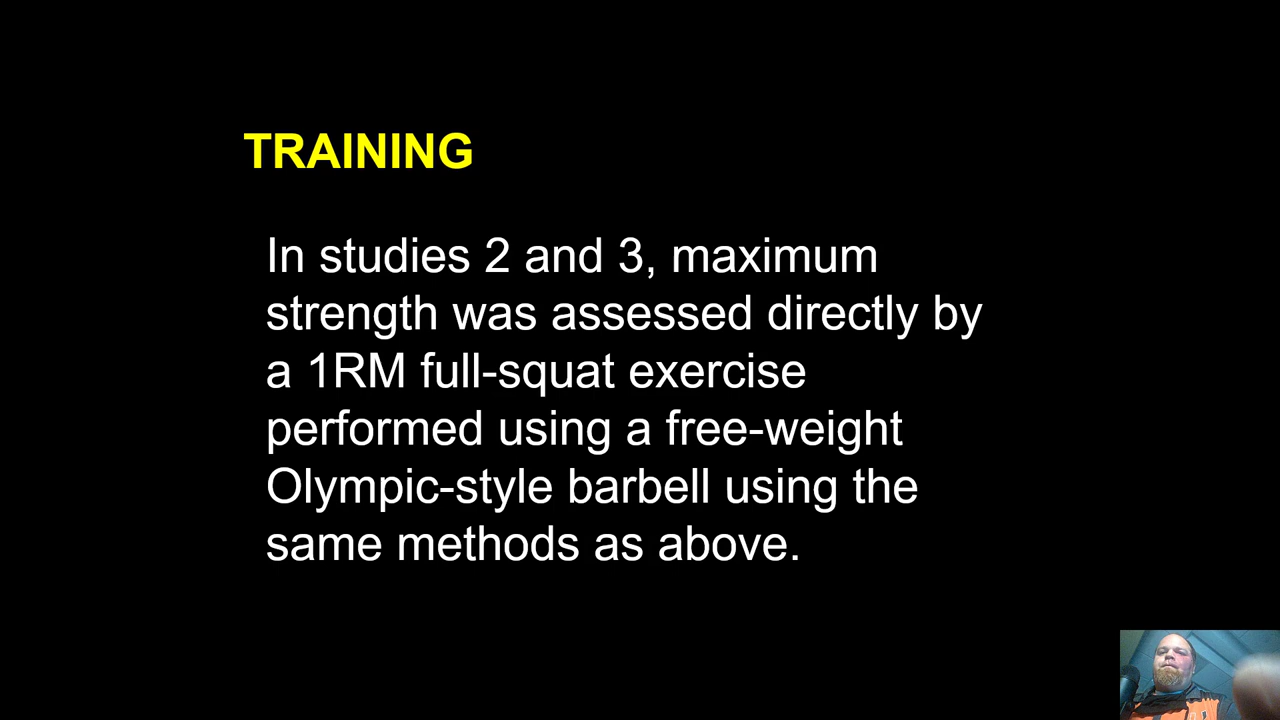 TRAINING
In studies 2 and 3, maximum
strength was assessed directly by
a 1RM full-squat exercise
performed using a free-weight
Olympic-style barbell using the
same methods as above.